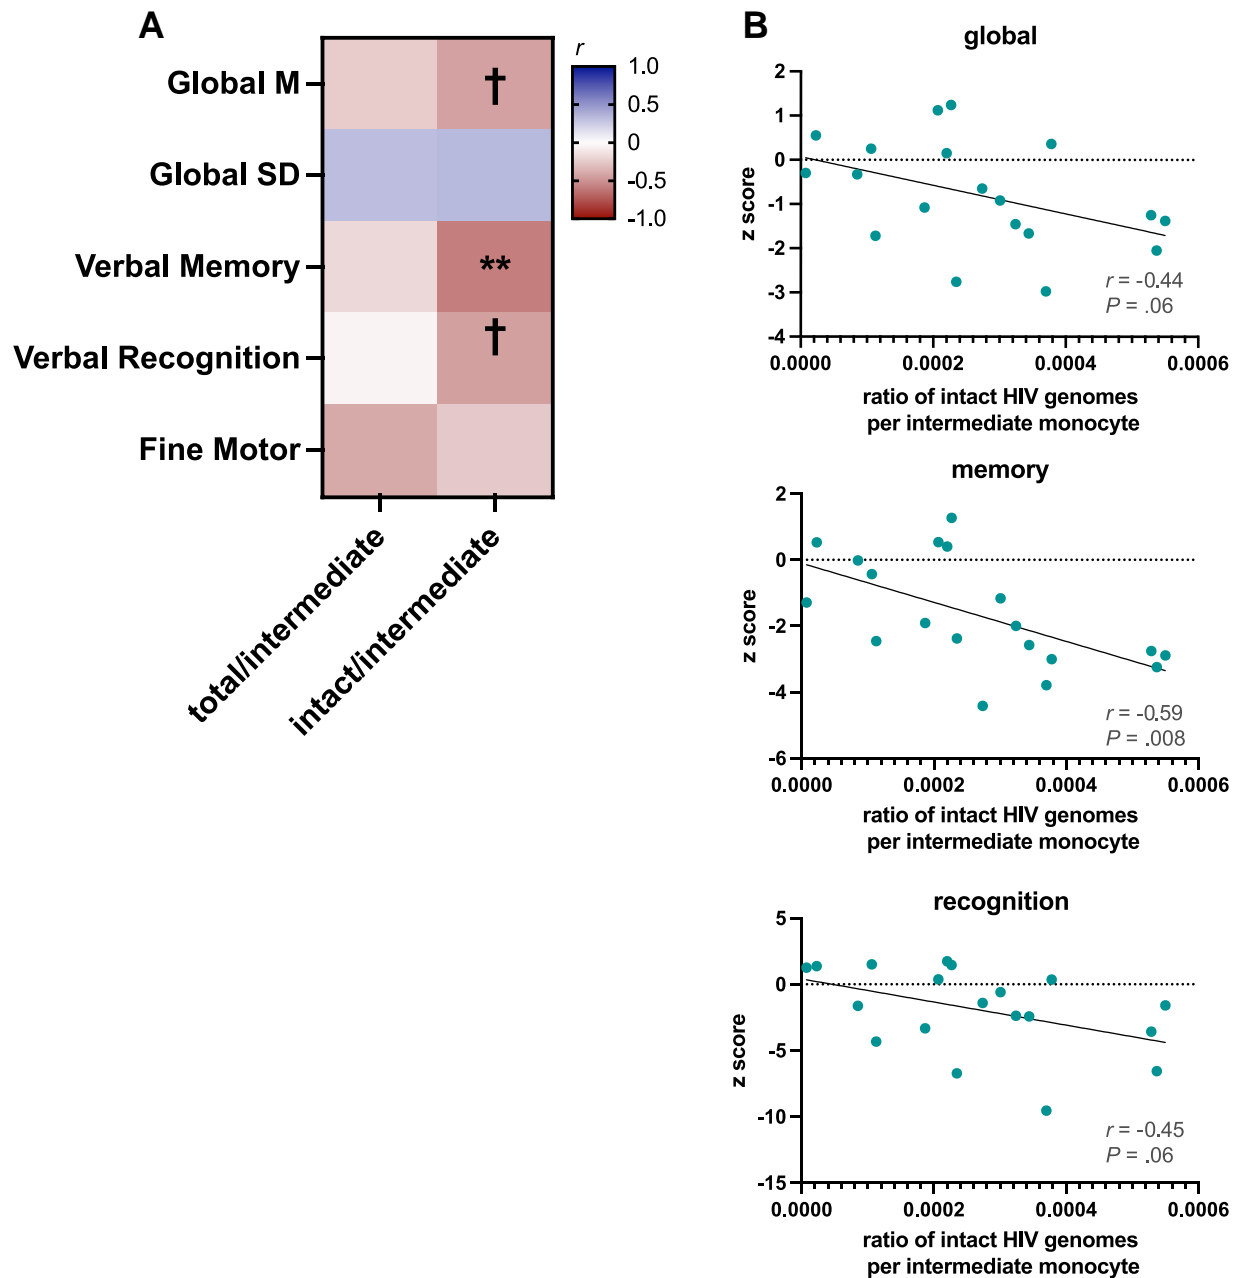 A
r
Global M
†
1.0
0.5
Global SD
0
-0.5
-1.0
Verbal Memory
**
Verbal Recognition
†
Fine Motor
total/intermediate
intact/intermediate
B
global
2
1
0
-1
-2
-3
-4
z score
r = -0.44
P = .06
0.0000
0.0002
0.0004
0.0006
ratio of intact HIV genomes
per intermediate monocyte
memory
2
0
-2
-4
-6
z score
r = -0.59
P = .008
0.0000
0.0002
0.0004
0.0006
ratio of intact HIV genomes
per intermediate monocyte
recognition
5
0
-5
-10
-15
z score
r = -0.45
P = .06
0.0000
0.0002
0.0004
0.0006
ratio of intact HIV genomes
per intermediate monocyte